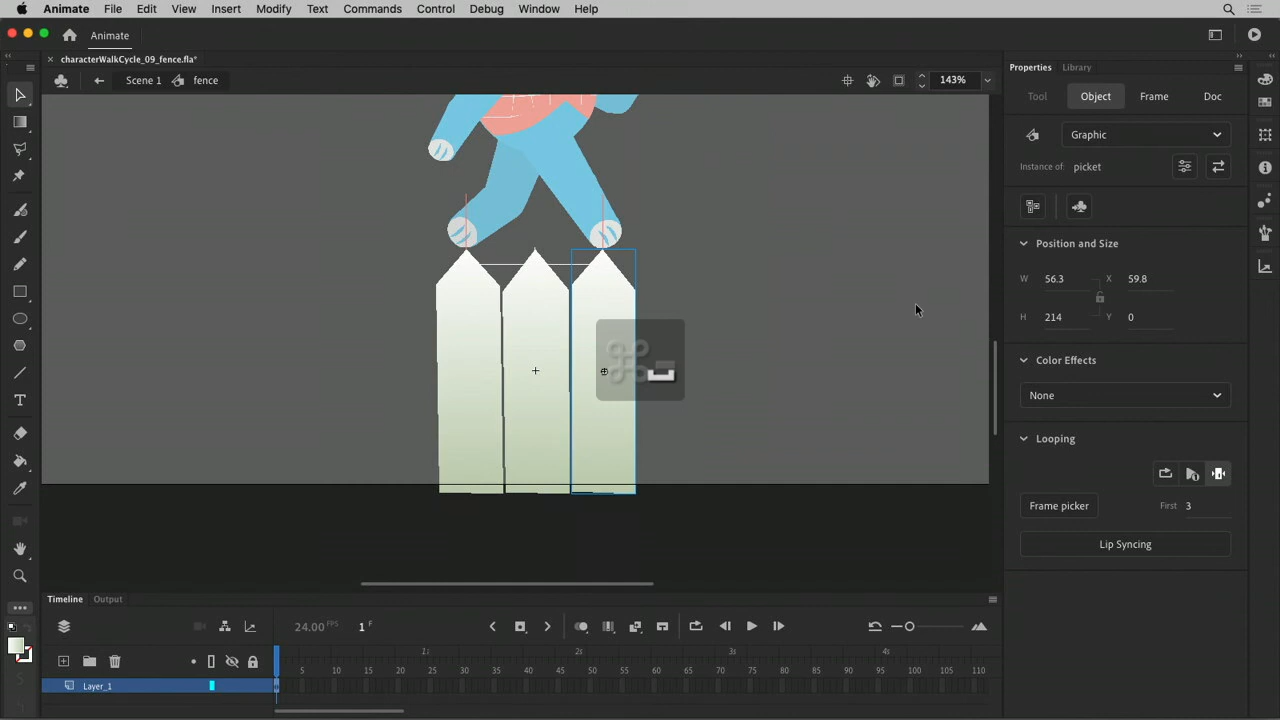 Animate File Edit View Insert Modify Text Commands Control Debug Window Help
Animate
characterWalkCycle_09_fence.fla*
Scene 1 fence 143%
Properties Library
Tool Object Frame Doc
Graphic
Instance of: picket
Position and Size
W 56.3 X 59.8
H 214 Y 0
Color Effects
None
Looping
Frame picker First 3
Lip Syncing
⌘
Timeline Output
24.00 FPS 1 F
1s 2s 3s 4s
5 10 15 20 25 30 35 40 45 50 55 60 65 70 75 80 85 90 95 100 105 110
Layer_1